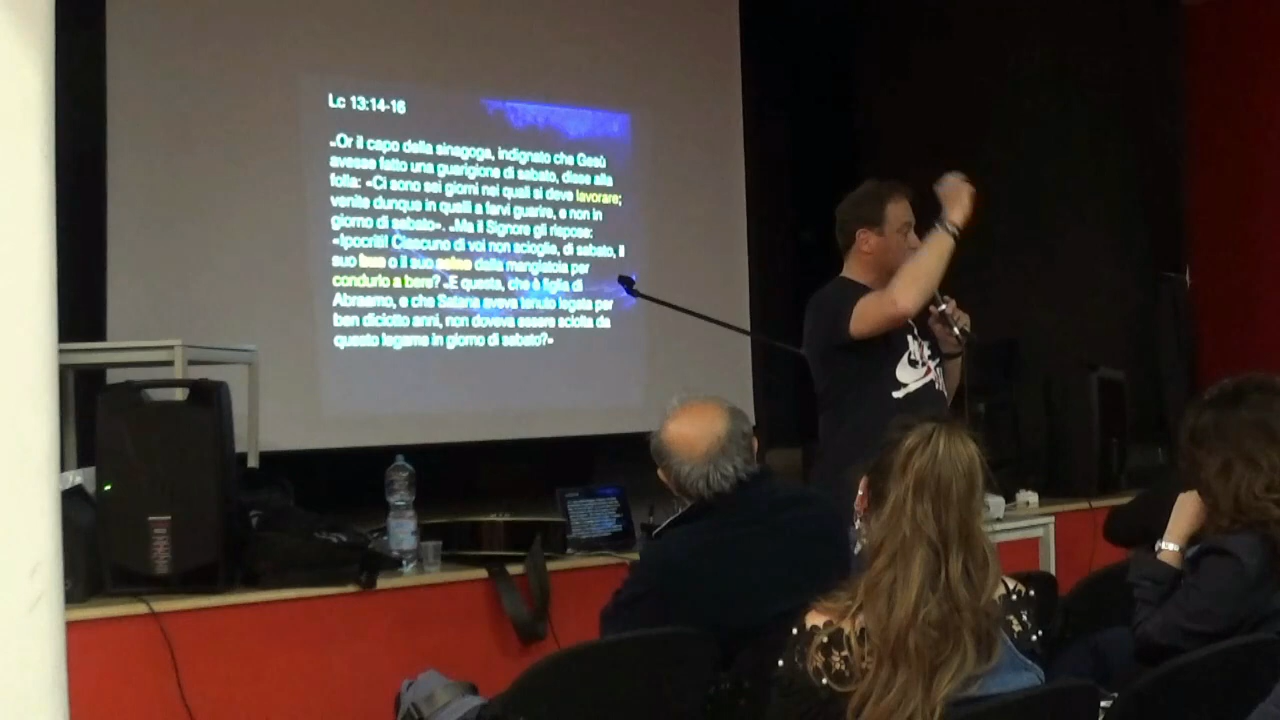 Lc 13:14-16
„Or il capo della sinagoga, indignato che Gesù
avesse fatto una guarigione di sabato, disse alla
folla: «Ci sono sei giorni nei quali si deve lavorare;
venite dunque in quelli a farvi guarire, e non in
giorno di sabato». „Ma il Signore gli rispose:
«Ipocriti! Ciascuno di voi non scioglie, di sabato, il
suo bue o il suo asino dalla mangiatoia per
condurlo a bere? „E questa, che è figlia di
Abraamo, e che Satana aveva tenuto legata per
ben diciotto anni, non doveva essere sciolta da
questo legame in giorno di sabato?»